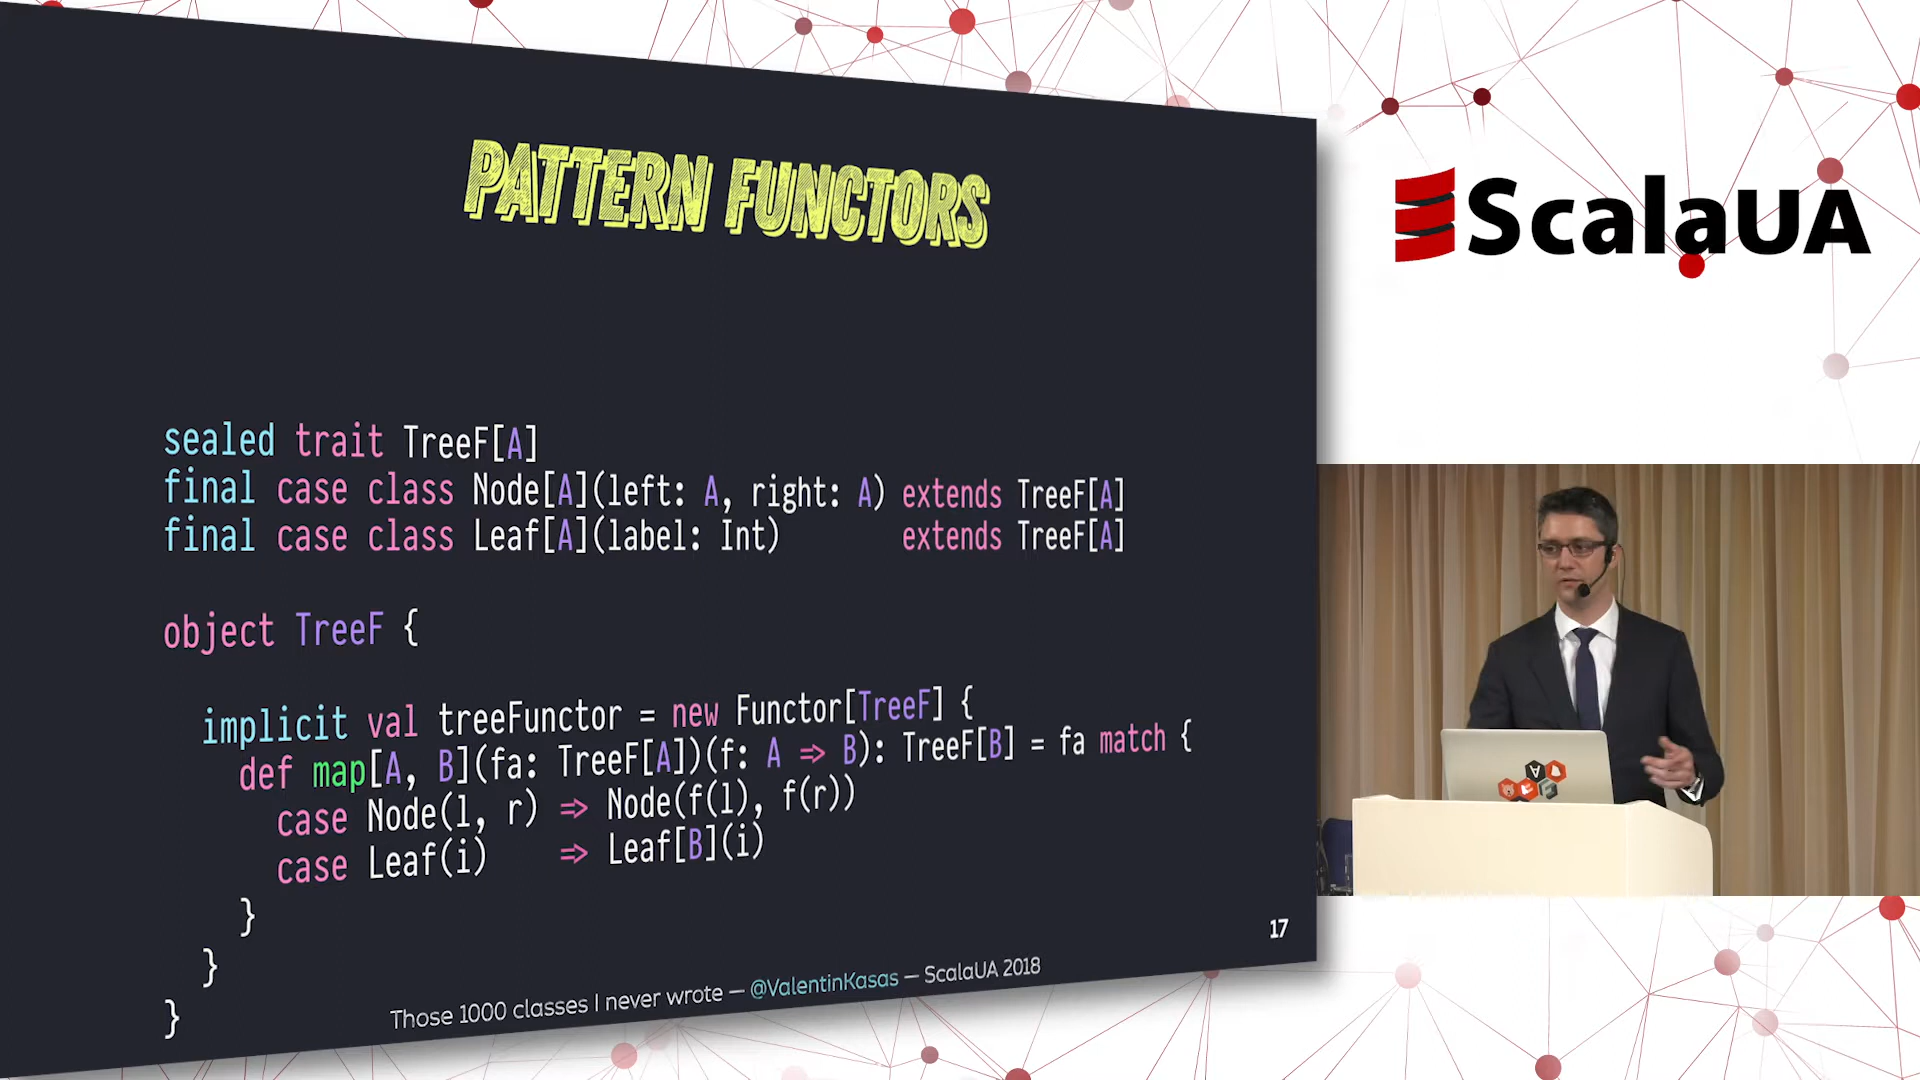 PATTERN FUNCTORS
sealed trait TreeF[A]
final case class Node[A](left: A, right: A) extends TreeF[A]
final case class Leaf[A](label: Int) extends TreeF[A]
object TreeF {
implicit val treeFunctor = new Functor[TreeF] {
def map[A, B](fa: TreeF[A])(f: A => B): TreeF[B] = fa match {
case Node(l, r) => Node(f(l), f(r))
case Leaf(i) => Leaf[B](i)
}
}
}
17
Those 1000 classes I never wrote — @ValentinKasas — ScalaUA 2018
ScalaUA